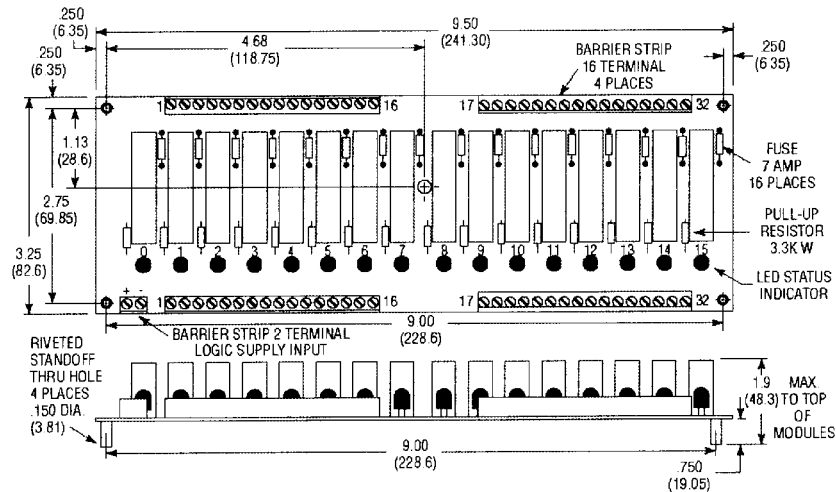 .250
(6.35)
4.68
(118.75)
9.50
(241.30)
.250
(6.35)
.250
(6.35)
BARRIER STRIP
16 TERMINAL
4 PLACES
1
16
17
32
1.13
(28.6)
2.75
(69.85)
3.25
(82.6)
FUSE
7 AMP
16 PLACES
PULL-UP
RESISTOR
3.3K W
0 1 2 3 4 5 6 7 8 9 10 11 12 13 14 15
LED STATUS
INDICATOR
+ -
1
16
17
32
BARRIER STRIP 2 TERMINAL
LOGIC SUPPLY INPUT
9.00
(228.6)
RIVETED
STANDOFF
THRU HOLE
4 PLACES
.150 DIA.
(3.81)
1.9
(48.3)
MAX.
TO TOP
OF
MODULES
9.00
(228.6)
.750
(19.05)